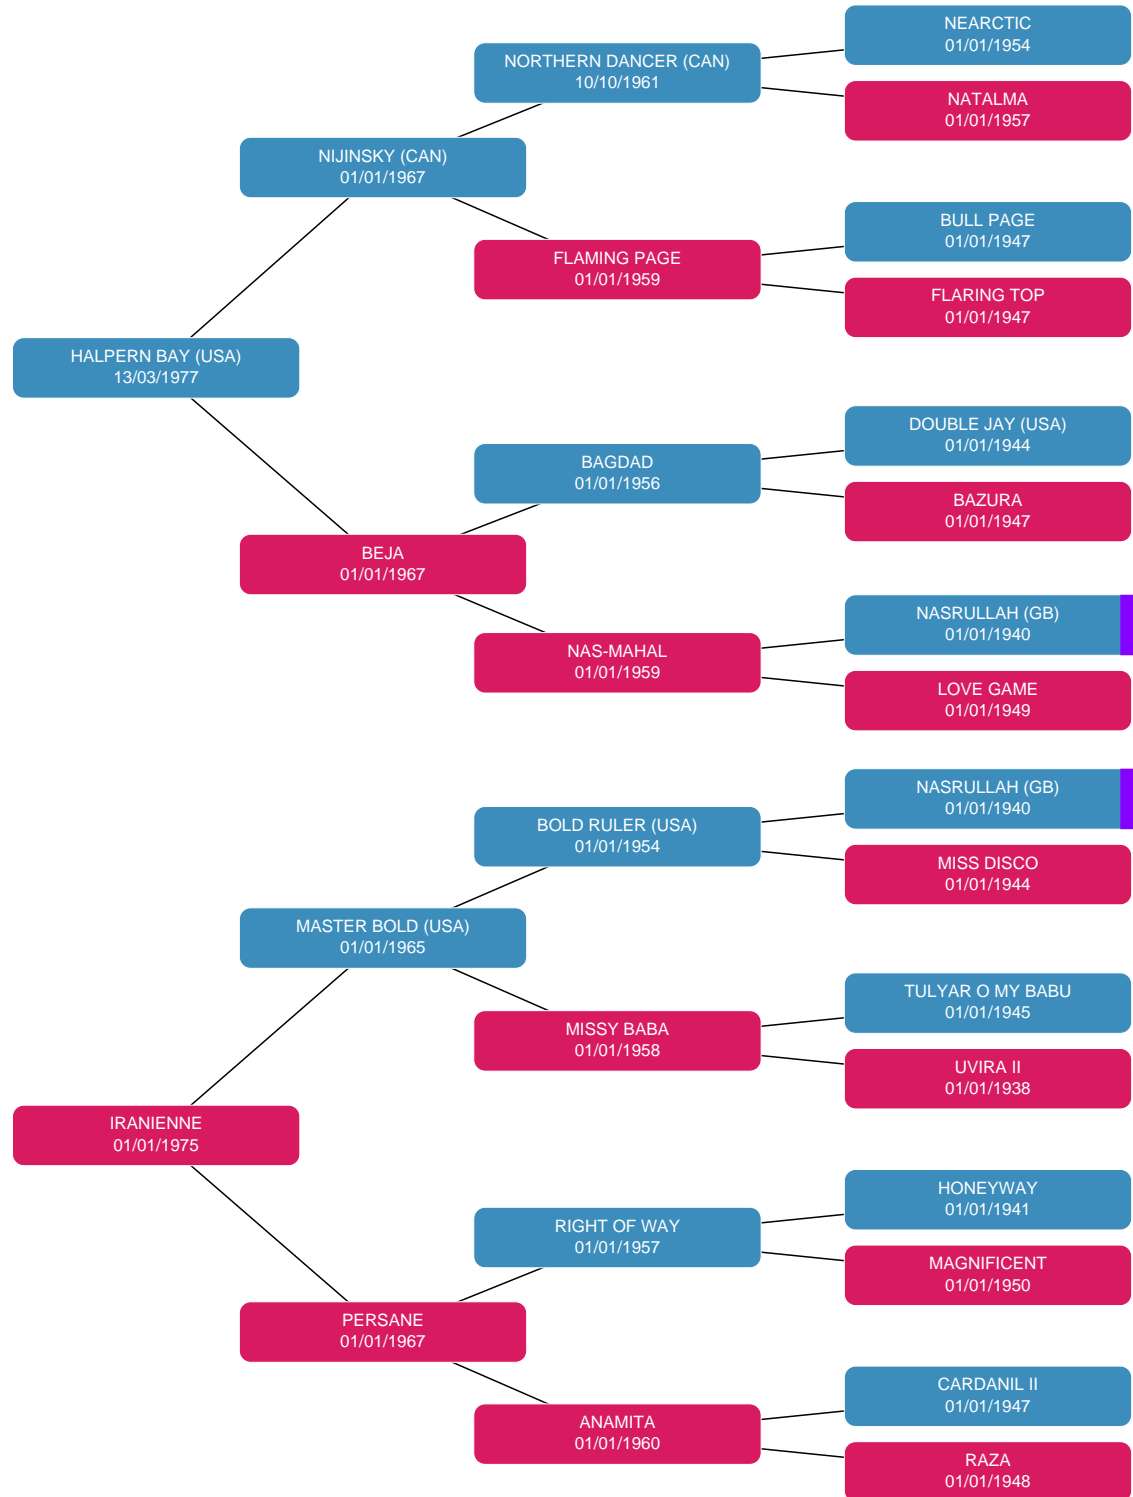 NEARCTIC
01/01/1954
NORTHERN DANCER (CAN)
10/10/1961
NATALMA
01/01/1957
NIJINSKY (CAN)
01/01/1967
BULL PAGE
01/01/1947
FLAMING PAGE
01/01/1959
FLARING TOP
01/01/1947
HALPERN BAY (USA)
13/03/1977
DOUBLE JAY (USA)
01/01/1944
BAGDAD
01/01/1956
BAZURA
01/01/1947
BEJA
01/01/1967
NASRULLAH (GB)
01/01/1940
NAS-MAHAL
01/01/1959
LOVE GAME
01/01/1949
NASRULLAH (GB)
01/01/1940
BOLD RULER (USA)
01/01/1954
MISS DISCO
01/01/1944
MASTER BOLD (USA)
01/01/1965
TULYAR O MY BABU
01/01/1945
MISSY BABA
01/01/1958
UVIRA II
01/01/1938
IRANIENNE
01/01/1975
HONEYWAY
01/01/1941
RIGHT OF WAY
01/01/1957
MAGNIFICENT
01/01/1950
PERSANE
01/01/1967
CARDANIL II
01/01/1947
ANAMITA
01/01/1960
RAZA
01/01/1948